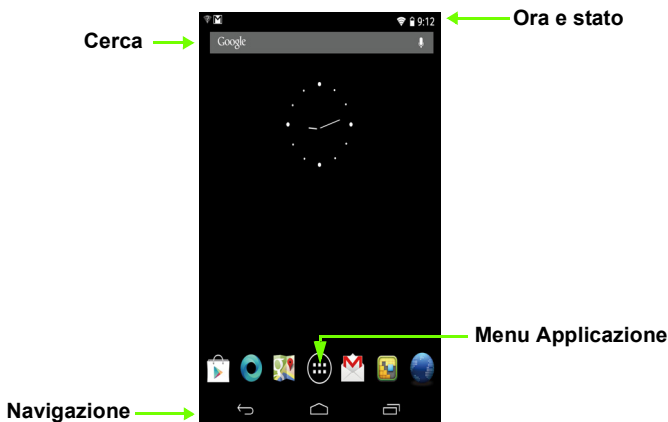 9:12
Ora e stato
Cerca
Google
Menu Applicazione
Navigazione